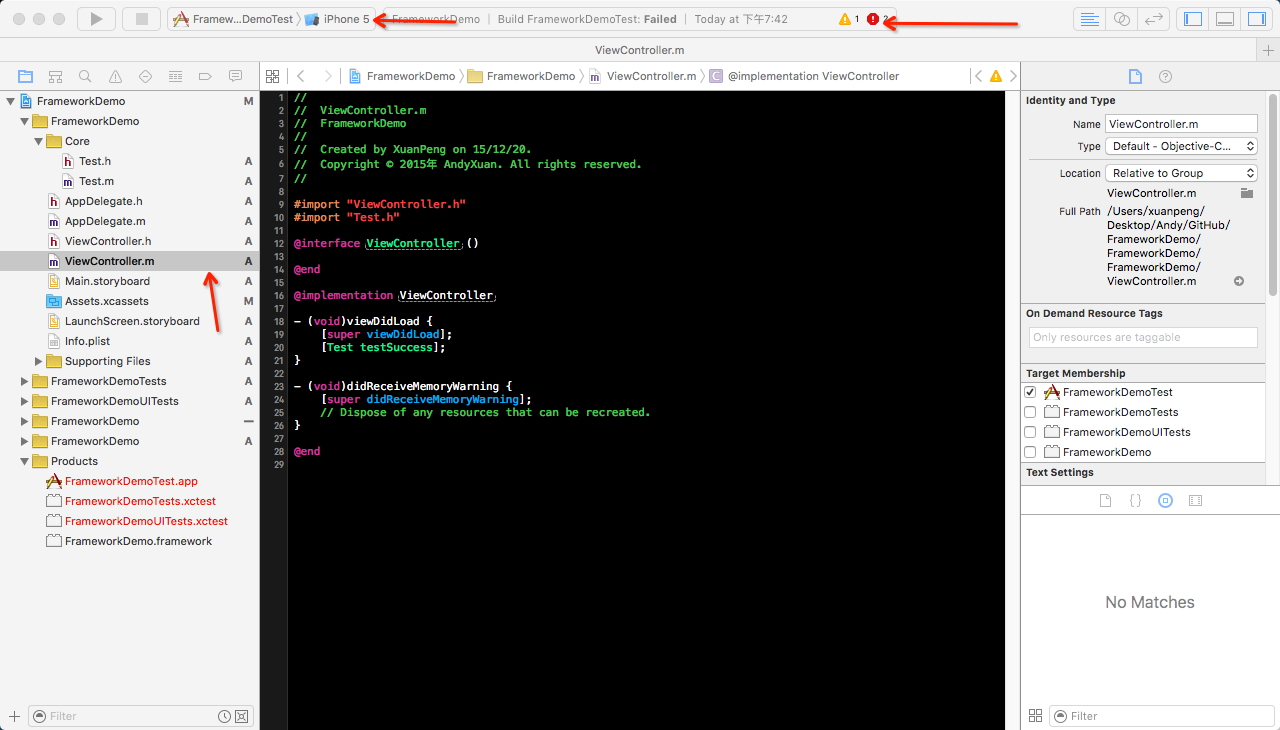 Framew...DemoTest
iPhone 5
FrameworkDemo | Build FrameworkDemoTest: Failed | Today at 下午7:42
1
ViewController.m
FrameworkDemo
FrameworkDemo
ViewController.m
@implementation ViewController
FrameworkDemo M
FrameworkDemo
Core
Test.h A
Test.m A
AppDelegate.h A
AppDelegate.m A
ViewController.h A
ViewController.m A
Main.storyboard A
Assets.xcassets M
LaunchScreen.storyboard A
Info.plist A
Supporting Files A
FrameworkDemoTests A
FrameworkDemoUITests A
FrameworkDemo
FrameworkDemo A
Products
FrameworkDemoTest.app
FrameworkDemoTests.xctest
FrameworkDemoUITests.xctest
FrameworkDemo.framework
Filter
1 //
2 //  ViewController.m
3 //  FrameworkDemo
4 //
5 //  Created by XuanPeng on 15/12/20.
6 //  Copyright © 2015年 AndyXuan. All rights reserved.
7 //
8
9 #import "ViewController.h"
10 #import "Test.h"
11
12 @interface ViewController ()
13
14 @end
15
16 @implementation ViewController
17
18 - (void)viewDidLoad {
19     [super viewDidLoad];
20     [Test testSuccess];
21 }
22
23 - (void)didReceiveMemoryWarning {
24     [super didReceiveMemoryWarning];
25     // Dispose of any resources that can be recreated.
26 }
27
28 @end
29
Identity and Type
Name ViewController.m
Type Default - Objective-C...
Location Relative to Group
ViewController.m
Full Path /Users/xuanpeng/
Desktop/Andy/GitHub/
FrameworkDemo/
FrameworkDemo/
FrameworkDemo/
ViewController.m
On Demand Resource Tags
Only resources are taggable
Target Membership
FrameworkDemoTest
FrameworkDemoTests
FrameworkDemoUITests
FrameworkDemo
Text Settings
No Matches
Filter